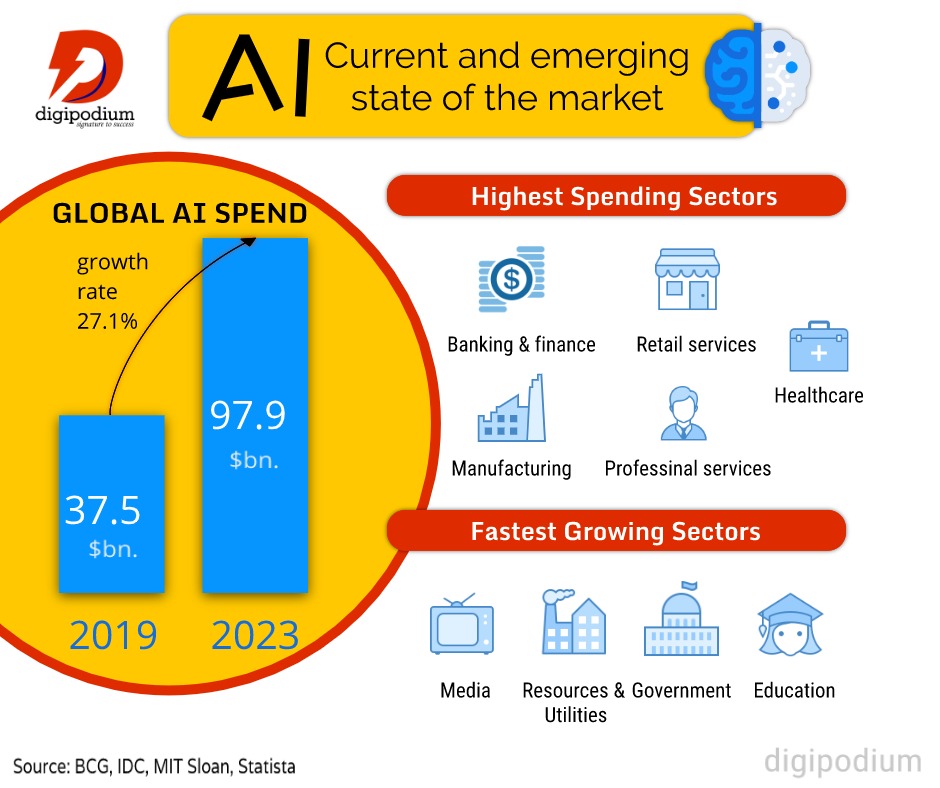 digipodium
signature to success
AI
Current and emerging
state of the market
GLOBAL AI SPEND
growth
rate
27.1%
37.5
$bn.
97.9
$bn.
2019
2023
Highest Spending Sectors
$
Banking & finance
Retail services
Healthcare
Manufacturing
Professinal services
Fastest Growing Sectors
Media
Resources &
Utilities
Government
Education
Source: BCG, IDC, MIT Sloan, Statista
digipodium